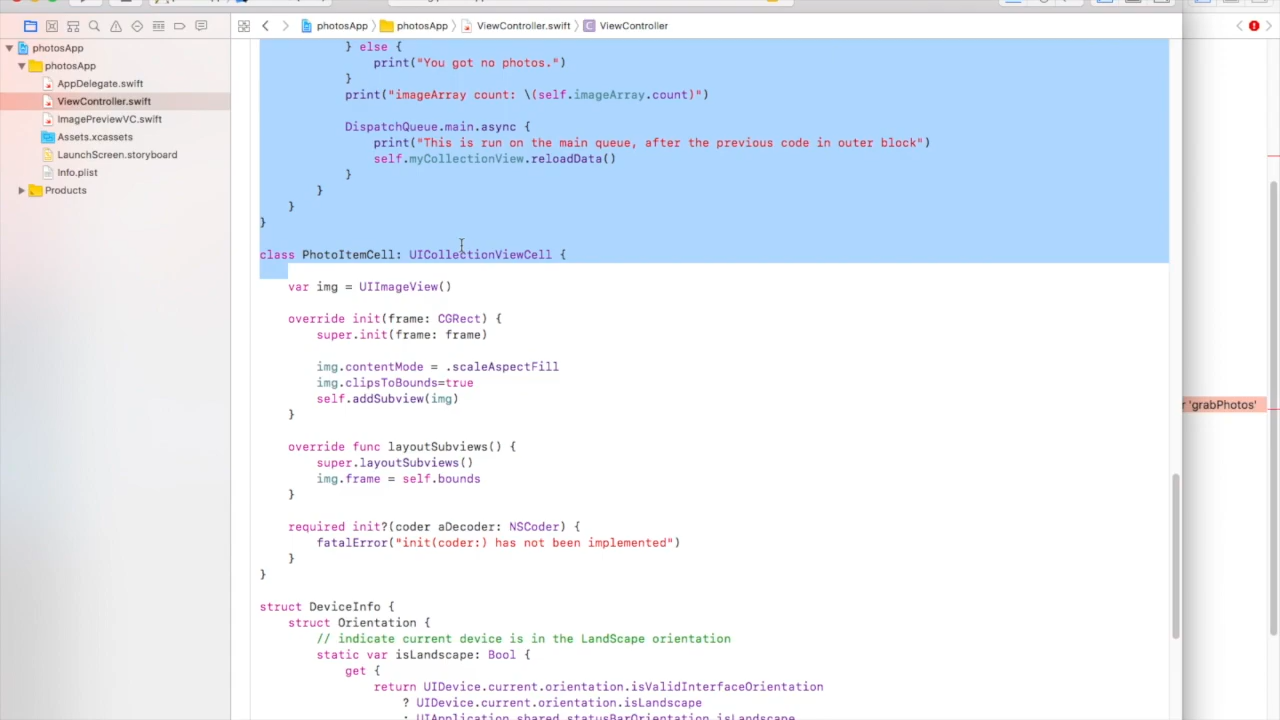 photosApp
photosApp
ViewController.swift
ViewController
photosApp
photosApp
AppDelegate.swift
ViewController.swift
ImagePreviewVC.swift
Assets.xcassets
LaunchScreen.storyboard
Info.plist
Products
} else {
print("You got no photos.")
}
print("imageArray count: \(self.imageArray.count)")
DispatchQueue.main.async {
print("This is run on the main queue, after the previous code in outer block")
self.myCollectionView.reloadData()
}
}
}
}
class PhotoItemCell: UICollectionViewCell {
var img = UIImageView()
override init(frame: CGRect) {
super.init(frame: frame)
img.contentMode = .scaleAspectFill
img.clipsToBounds=true
self.addSubview(img)
}
override func layoutSubviews() {
super.layoutSubviews()
img.frame = self.bounds
}
required init?(coder aDecoder: NSCoder) {
fatalError("init(coder:) has not been implemented")
}
}
struct DeviceInfo {
struct Orientation {
// indicate current device is in the LandScape orientation
static var isLandscape: Bool {
get {
return UIDevice.current.orientation.isValidInterfaceOrientation
? UIDevice.current.orientation.isLandscape
: UIApplication.shared.statusBarOrientation.isLandscape
r 'grabPhotos'